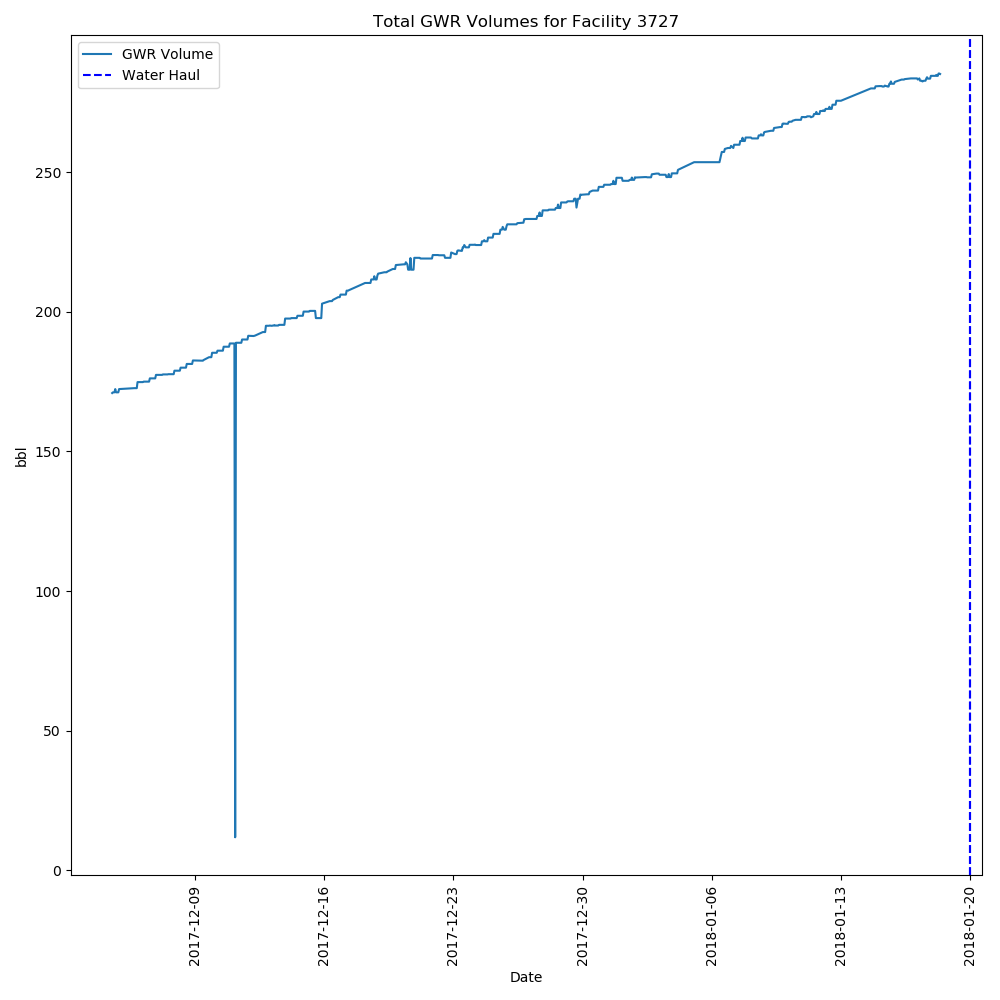 Total GWR Volumes for Facility 3727
GWR Volume
Water Haul
bbl
250
200
150
100
50
0
2017-12-09
2017-12-16
2017-12-23
2017-12-30
2018-01-06
2018-01-13
2018-01-20
Date